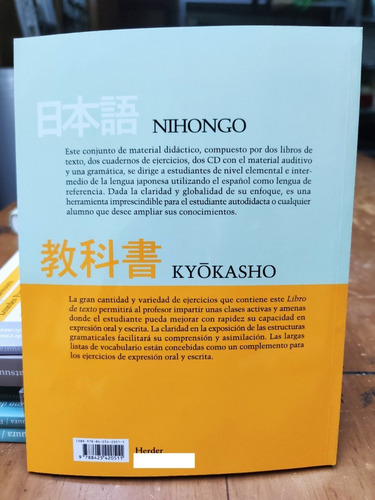 日本語 NIHONGO
Este conjunto de material didáctico, compuesto por dos libros de
texto, dos cuadernos de ejercicios, dos CD con el material auditivo
y una gramática, se dirige a estudiantes de nivel elemental e inter-
medio de la lengua japonesa utilizando el español como lengua de
referencia. Dada la claridad y globalidad de su enfoque, es una
herramienta imprescindible para el estudiante autodidacta o cualquier
alumno que desee ampliar sus conocimientos.
教科書 KYŌKASHO
La gran cantidad y variedad de ejercicios que contiene este Libro
de texto permitirá al profesor impartir unas clases activas y amenas
donde el estudiante pueda mejorar con rapidez su capacidad en
expresión oral y escrita. La claridad en la exposición de las estructuras
gramaticales facilitará su comprensión y asimilación. Las largas
listas de vocabulario están concebidas como un complemento para
los ejercicios de expresión oral y escrita.
9 788425 420511
Herder